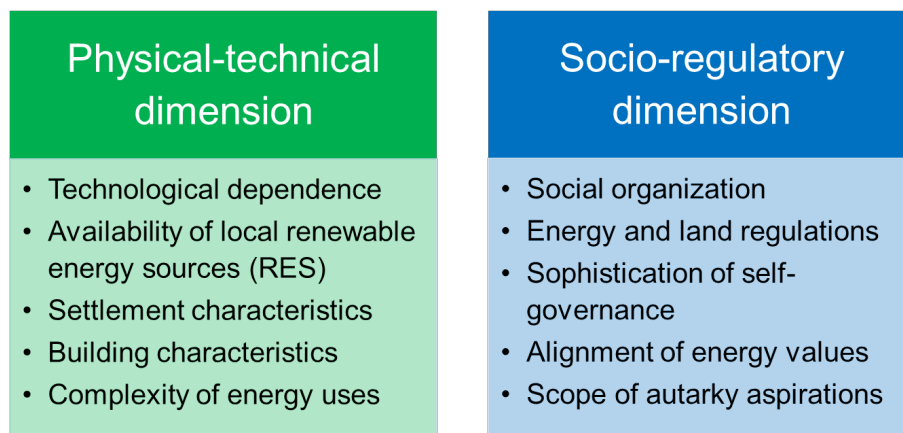 Physical-technical
dimension
• Technological dependence
• Availability of local renewable
energy sources (RES)
• Settlement characteristics
• Building characteristics
• Complexity of energy uses
Socio-regulatory
dimension
• Social organization
• Energy and land regulations
• Sophistication of self-
governance
• Alignment of energy values
• Scope of autarky aspirations